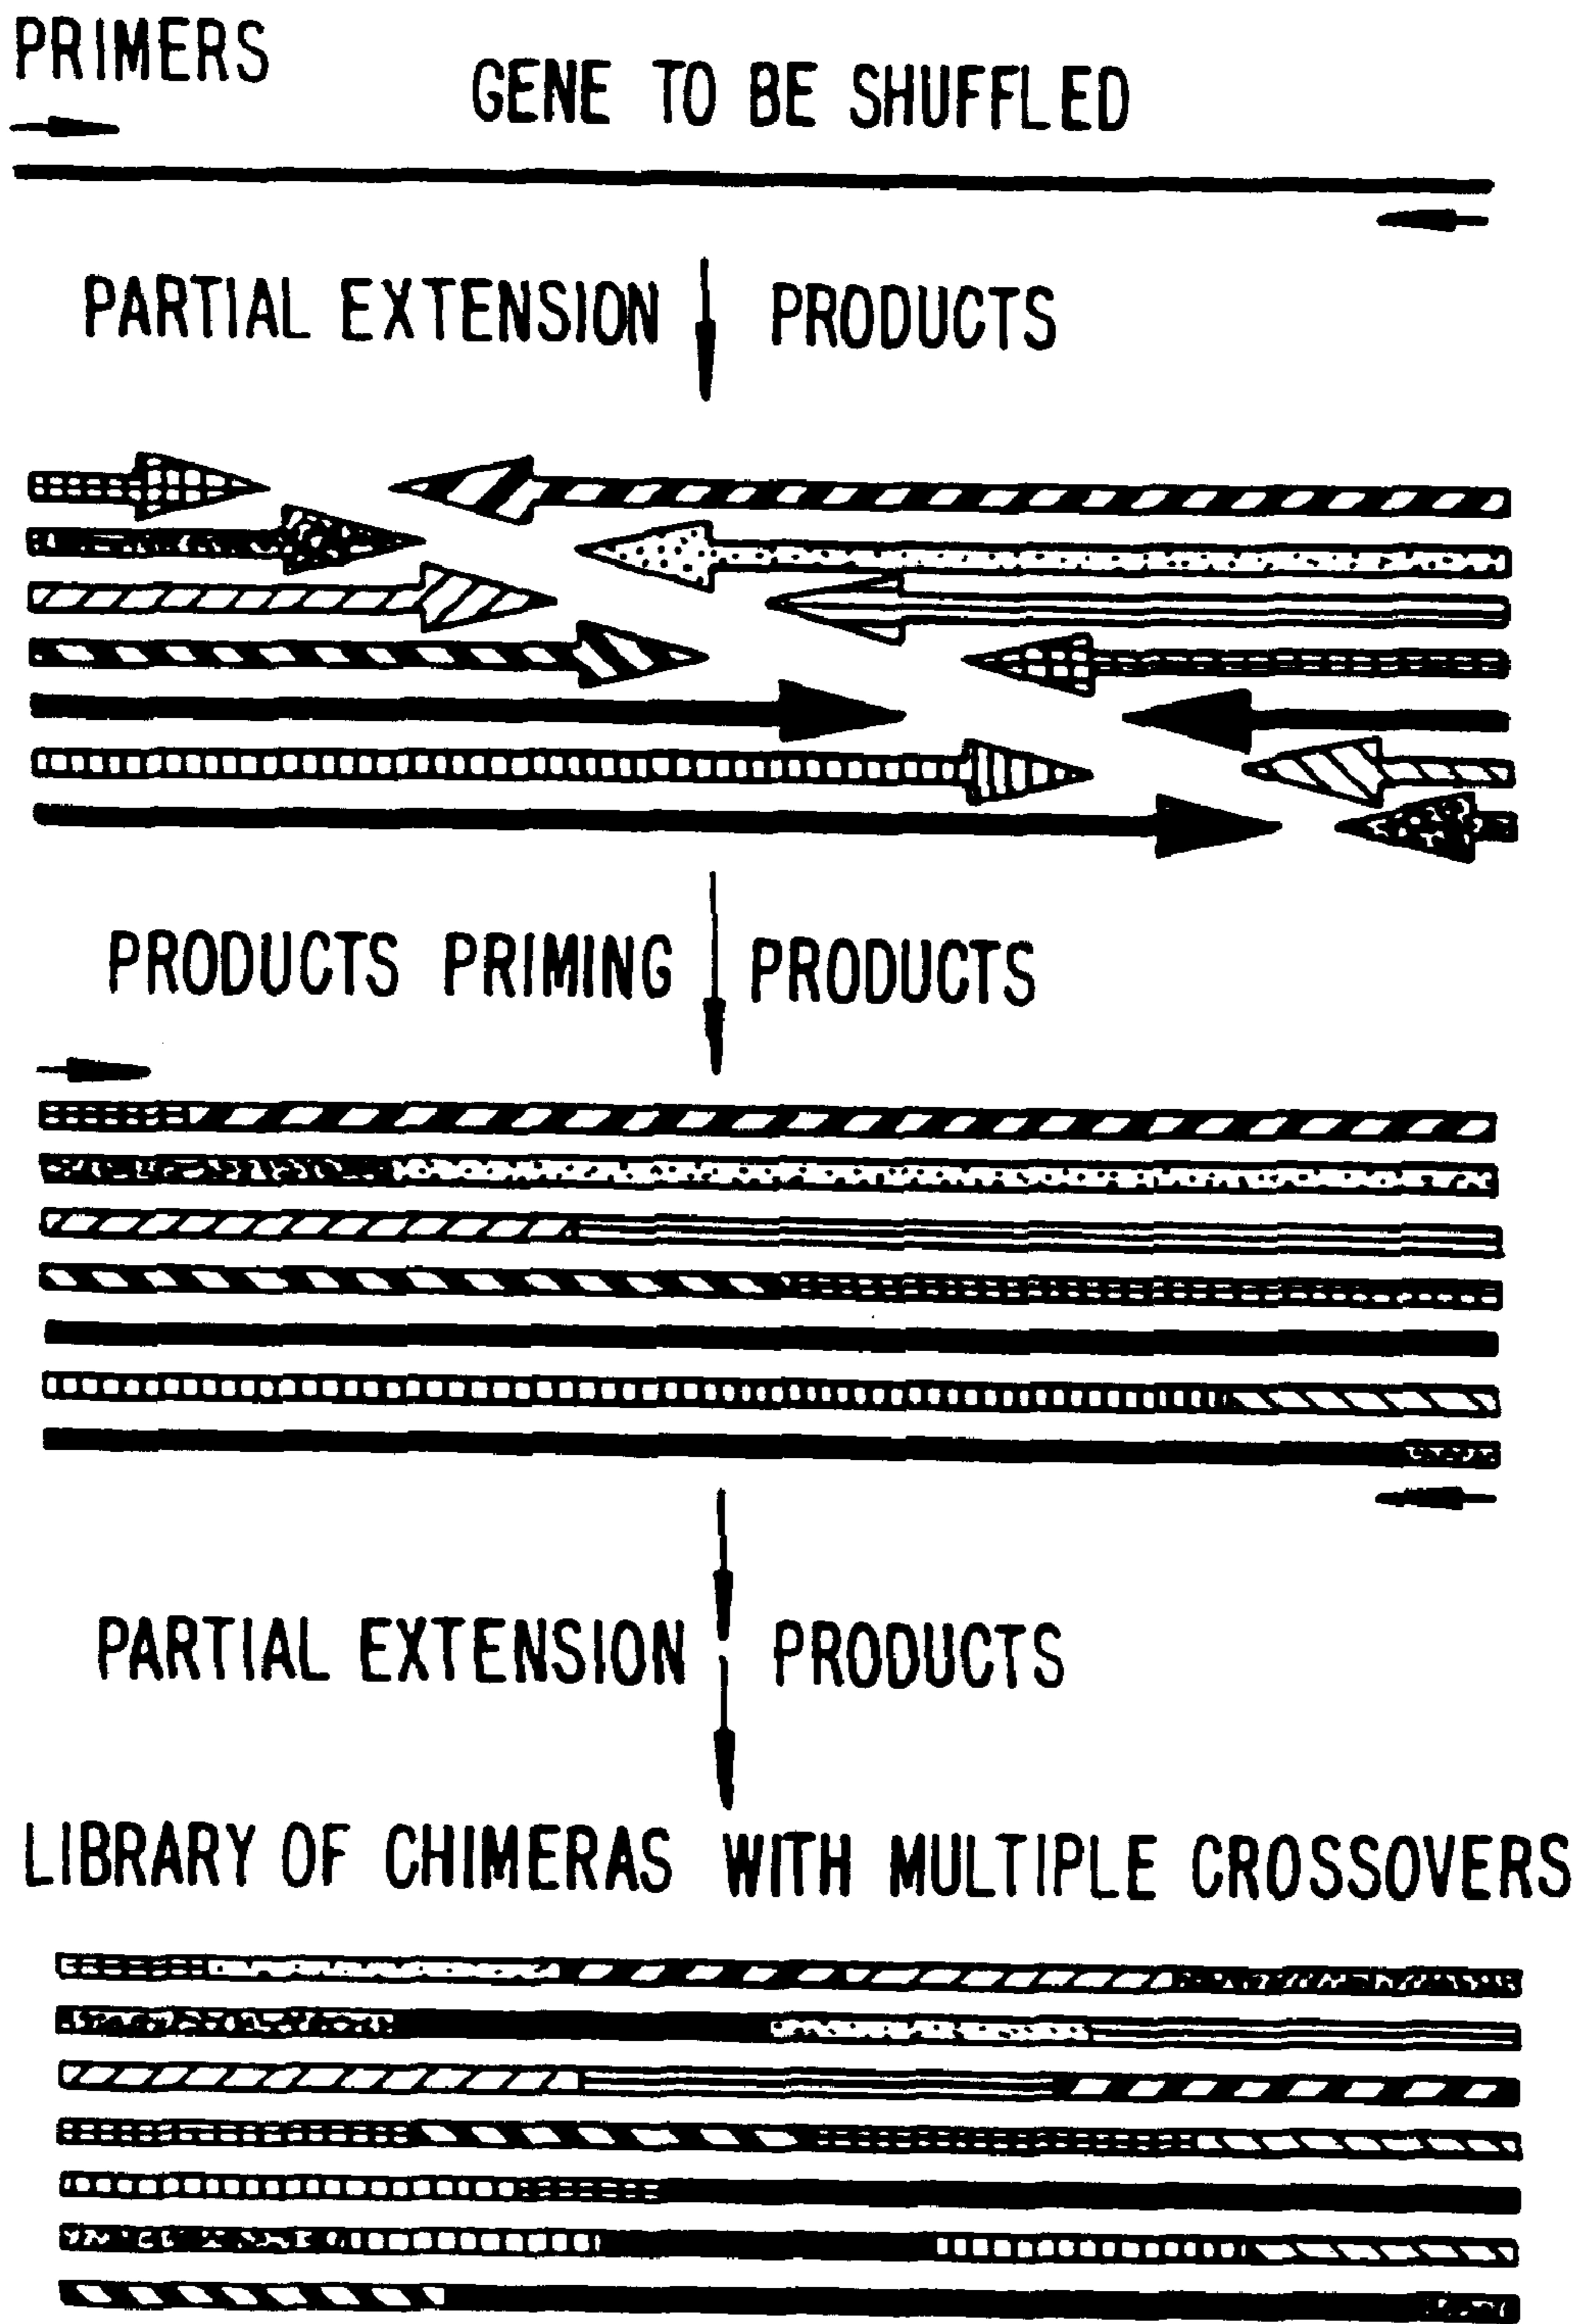 PRIMERS
GENE TO BE SHUFFLED
PARTIAL EXTENSION PRODUCTS
PRODUCTS PRIMING PRODUCTS
PARTIAL EXTENSION PRODUCTS
LIBRARY OF CHIMERAS WITH MULTIPLE CROSSOVERS